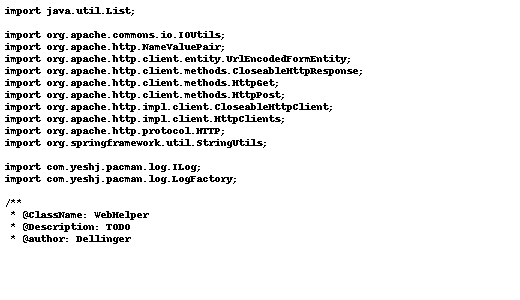 import java.util.List;
import org.apache.commons.io.IOUtils;
import org.apache.http.NameValuePair;
import org.apache.http.client.entity.UrlEncodedFormEntity;
import org.apache.http.client.methods.CloseableHttpResponse;
import org.apache.http.client.methods.HttpGet;
import org.apache.http.client.methods.HttpPost;
import org.apache.http.impl.client.CloseableHttpClient;
import org.apache.http.impl.client.HttpClients;
import org.apache.http.protocol.HTTP;
import org.springframework.util.StringUtils;
import com.yeshj.pacman.log.ILog;
import com.yeshj.pacman.log.LogFactory;
/**
 * @ClassName: WebHelper
 * @Description: TODO
 * @author: Dellinger